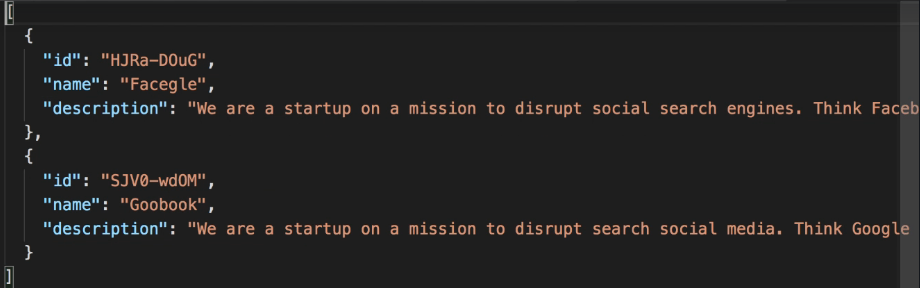 [
  {
    "id": "HJRa-DOuG",
    "name": "Facegle",
    "description": "We are a startup on a mission to disrupt social search engines. Think Faceb
  },
  {
    "id": "SJV0-wdOM",
    "name": "Goobook",
    "description": "We are a startup on a mission to disrupt search social media. Think Google
  }
]